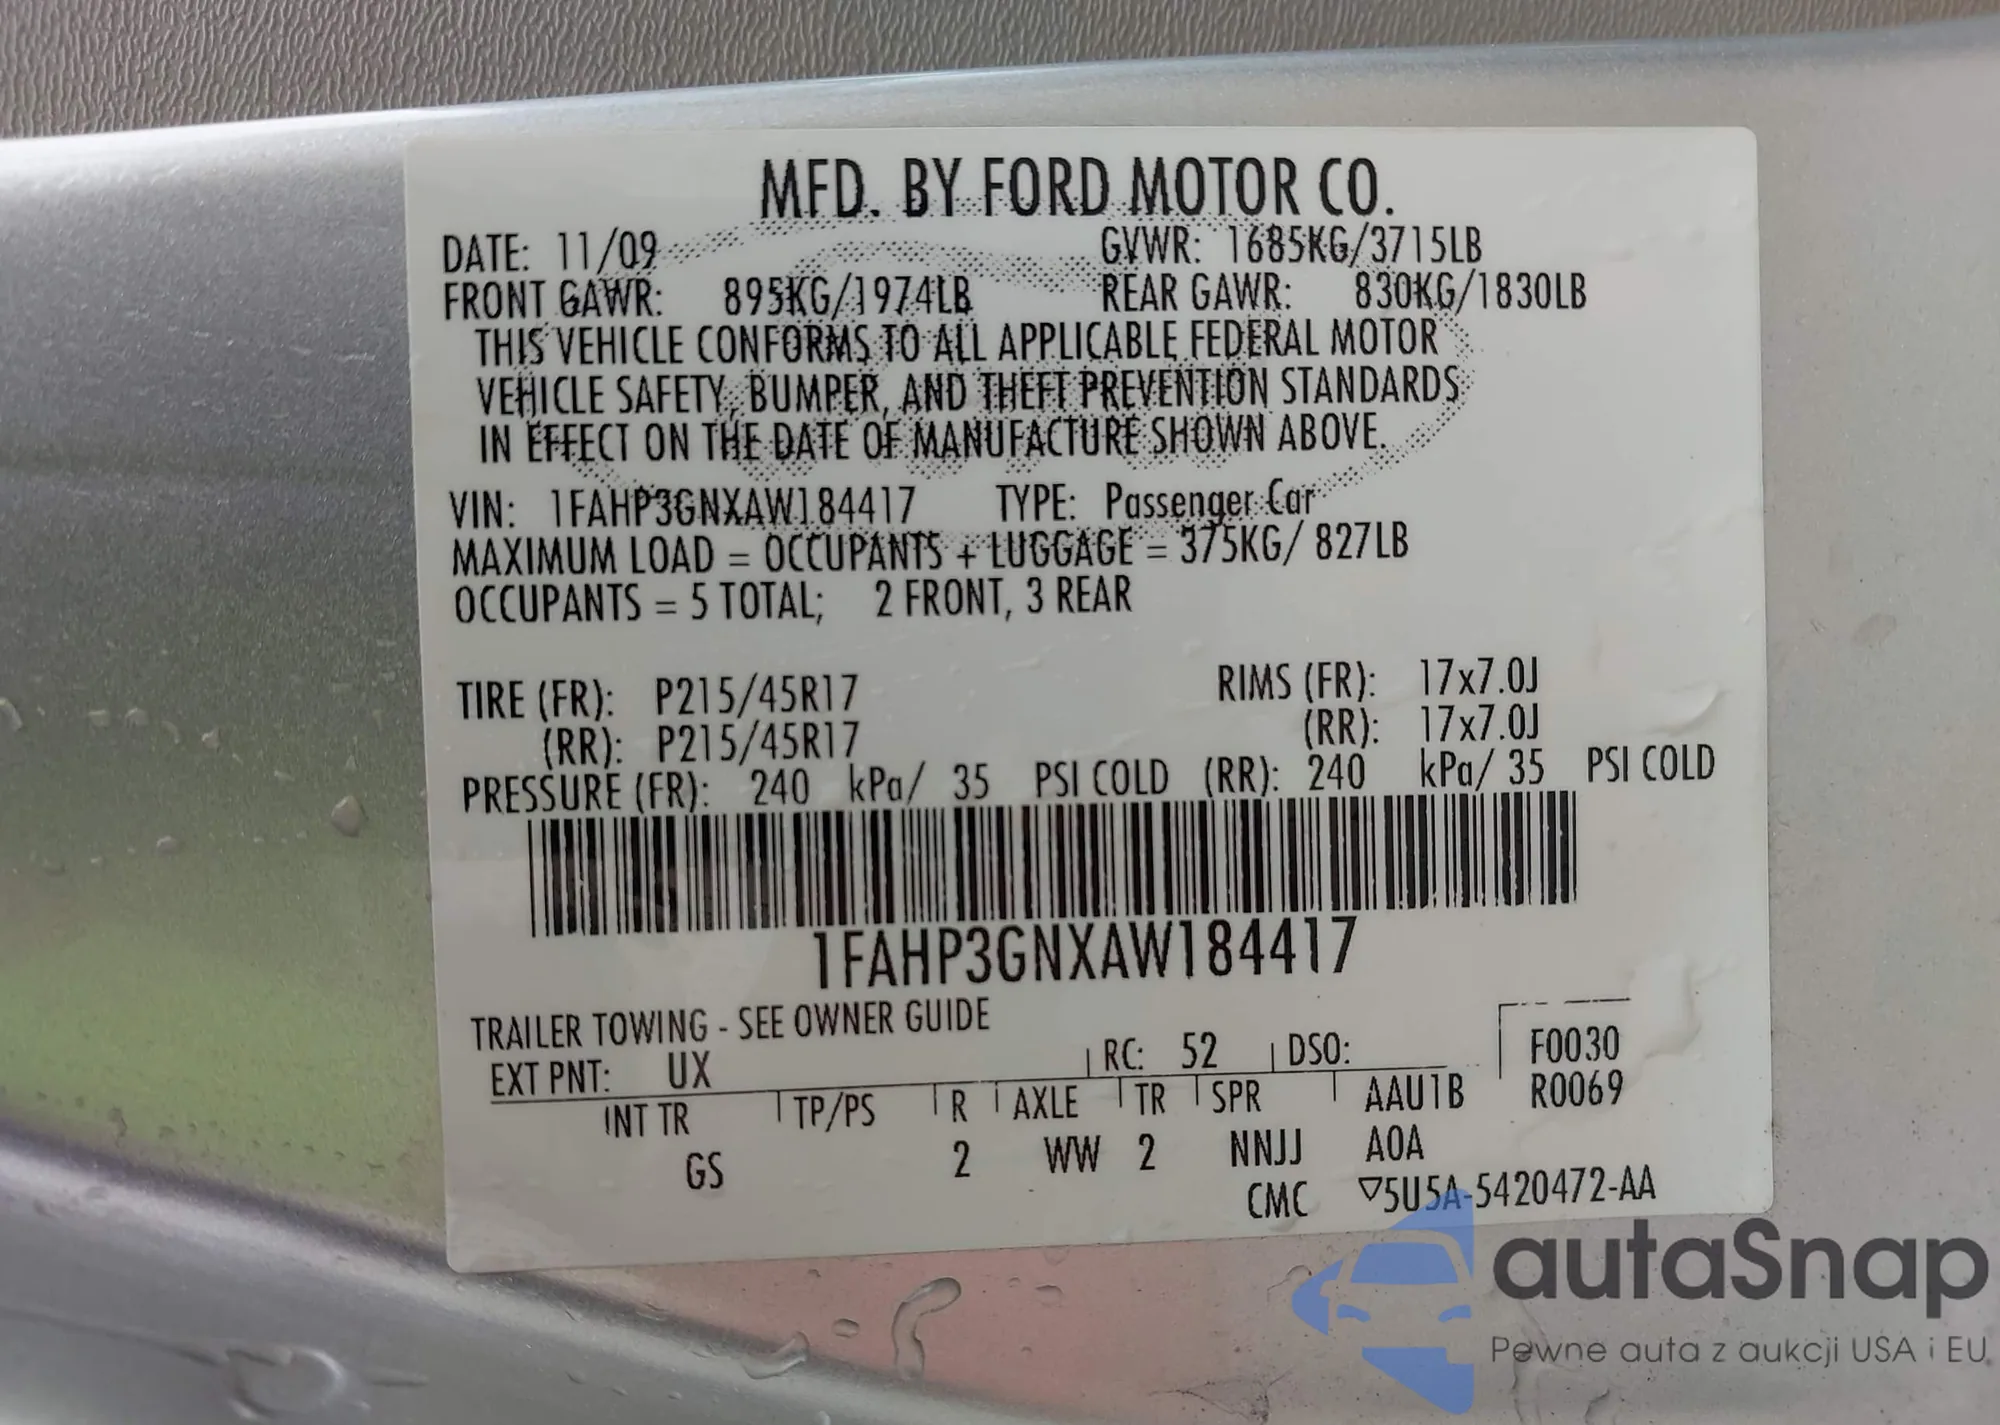 MFD. BY FORD MOTOR CO.
DATE: 11/09 GVWR: 1685KG/3715LB
FRONT GAWR: 895KG/1974LB REAR GAWR: 830KG/1830LB
THIS VEHICLE CONFORMS TO ALL APPLICABLE FEDERAL MOTOR
VEHICLE SAFETY, BUMPER, AND THEFT PREVENTION STANDARDS
IN EFFECT ON THE DATE OF MANUFACTURE SHOWN ABOVE.
VIN: 1FAHP3GNXAW184417 TYPE: Passenger Car
MAXIMUM LOAD = OCCUPANTS + LUGGAGE = 375KG/ 827LB
OCCUPANTS = 5 TOTAL; 2 FRONT, 3 REAR
TIRE (FR): P215/45R17 RIMS (FR): 17x7.0J
(RR): P215/45R17 (RR): 17x7.0J
PRESSURE (FR): 240 kPa/ 35 PSI COLD (RR): 240 kPa/ 35 PSI COLD
1FAHP3GNXAW184417
TRAILER TOWING - SEE OWNER GUIDE
EXT PNT: UX RC: 52 DSO: F0030
INT TR TP/PS R AXLE TR SPR AAU1B R0069
GS 2 WW 2 NNJJ A0A
CMC ▽5U5A-5420472-AA
autaSnap
Pewne auta z aukcji USA i EU